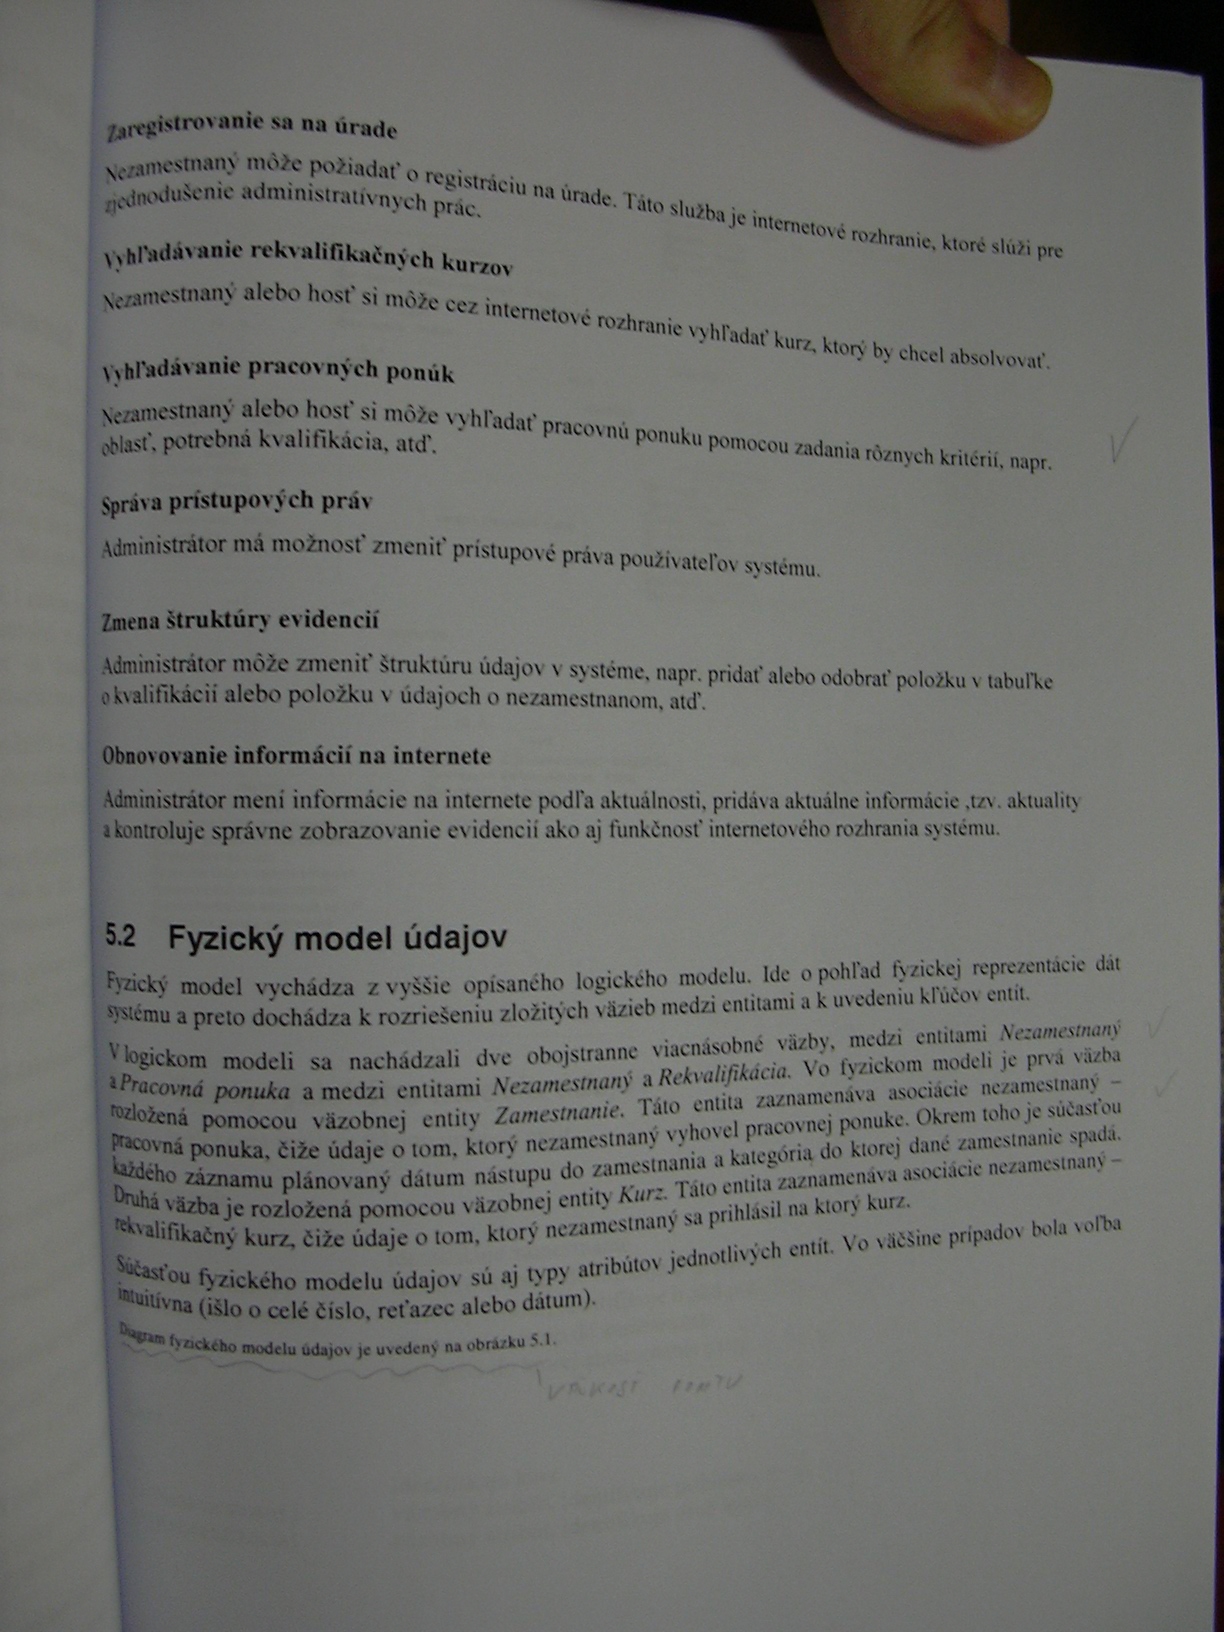 Zaregistrovanie sa na úrade
Nezamestnaný môže požiadať o registráciu na úrade. Táto služba je internetové rozhranie, ktoré slúži pre
zjednodušenie administratívnych prác.
Vyhľadávanie rekvalifikačných kurzov
Nezamestnaný alebo hosť si môže cez internetové rozhranie vyhľadať kurz, ktorý by chcel absolvovať.
Vyhľadávanie pracovných ponúk
Nezamestnaný alebo hosť si môže vyhľadať pracovnú ponuku pomocou zadania rôznych kritérií, napr.
oblasť, potrebná kvalifikácia, atď.
Správa prístupových práv
Administrátor má možnosť zmeniť prístupové práva používateľov systému.
Zmena štruktúry evidencií
Administrátor môže zmeniť štruktúru údajov v systéme, napr. pridať alebo odobrať položku v tabuľke
o kvalifikácií alebo položku v údajoch o nezamestnanom, atď.
Obnovovanie informácií na internete
Administrátor mení informácie na internete podľa aktuálnosti, pridáva aktuálne informácie ,tzv. aktuality
a kontroluje správne zobrazovanie evidencií ako aj funkčnosť internetového rozhrania systému.
5.2 Fyzický model údajov
Fyzický model vychádza z vyššie opísaného logického modelu. Ide o pohľad fyzickej reprezentácie dát
systému a preto dochádza k rozriešeniu zložitých väzieb medzi entitami a k uvedeniu kľúčov entít.
V logickom modeli sa nachádzali dve obojstranne viacnásobné väzby, medzi entitami Nezamestnaný
a Pracovná ponuka a medzi entitami Nezamestnaný a Rekvalifikácia. Vo fyzickom modeli je prvá väzba
rozložená pomocou väzobnej entity Zamestnanie. Táto entita zaznamenáva asociácie nezamestnaný –
pracovná ponuka, čiže údaje o tom, ktorý nezamestnaný vyhovel pracovnej ponuke. Okrem toho je súčasťou
každého záznamu plánovaný dátum nástupu do zamestnania a kategória do ktorej dané zamestnanie spadá.
Druhá väzba je rozložená pomocou väzobnej entity Kurz. Táto entita zaznamenáva asociácie nezamestnaný –
rekvalifikačný kurz, čiže údaje o tom, ktorý nezamestnaný sa prihlásil na ktorý kurz.
Súčasťou fyzického modelu údajov sú aj typy atribútov jednotlivých entít. Vo väčšine prípadov bola voľba
intuitívna (išlo o celé číslo, reťazec alebo dátum).
Diagram fyzického modelu údajov je uvedený na obrázku 5.1.